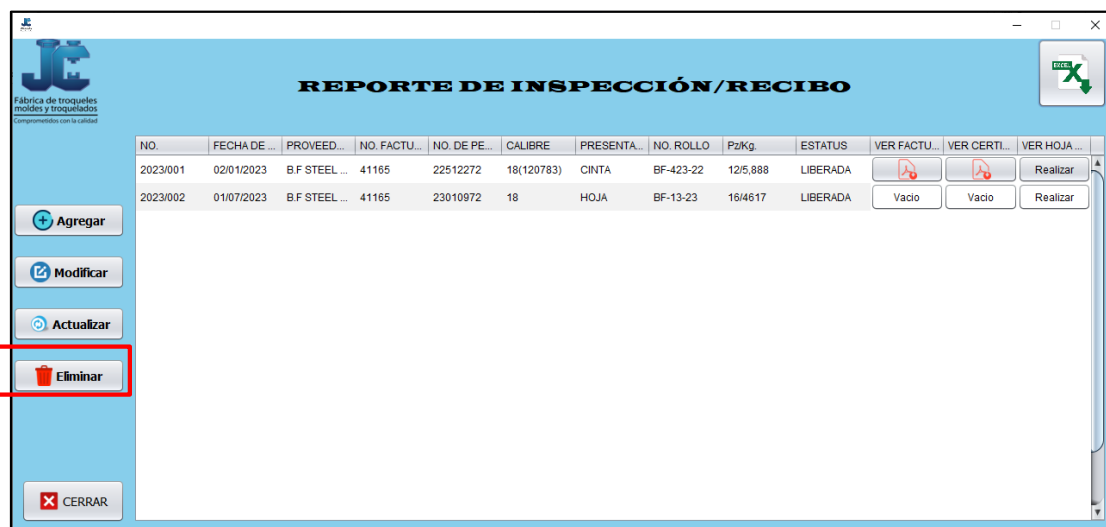 JC
Fábrica de troqueles
moldes y troquelados
Comprometidos con la calidad
REPORTE DE INSPECCIÓN/RECIBO
EXCEL
NO. FECHA DE ... PROVEED... NO. FACTU... NO. DE PE... CALIBRE PRESENTA... NO. ROLLO Pz/Kg. ESTATUS VER FACTU... VER CERTI... VER HOJA ...
2023/001 02/01/2023 B.F STEEL ... 41165 22512272 18(120783) CINTA BF-423-22 12/5,888 LIBERADA Realizar
2023/002 01/07/2023 B.F STEEL ... 41165 23010972 18 HOJA BF-13-23 16/4617 LIBERADA Vacio Vacio Realizar
Agregar
Modificar
Actualizar
Eliminar
CERRAR